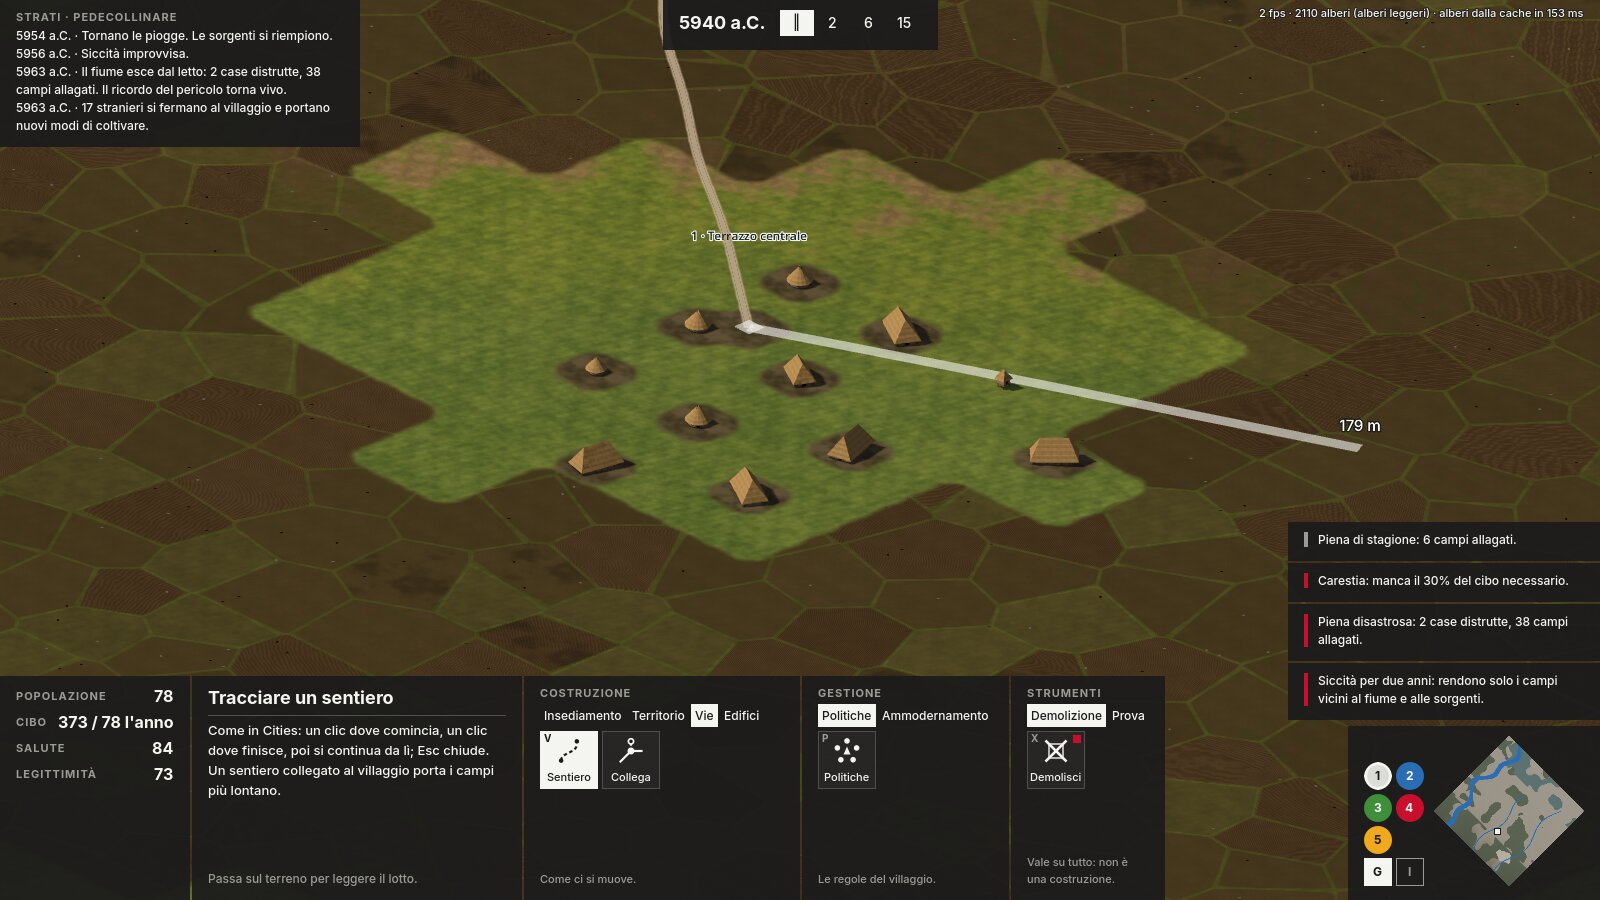 STRATI · PEDECOLLINARE
5954 a.C. · Tornano le piogge. Le sorgenti si riempiono.
5956 a.C. · Siccità improvvisa.
5963 a.C. · Il fiume esce dal letto: 2 case distrutte, 38
campi allagati. Il ricordo del pericolo torna vivo.
5963 a.C. · 17 stranieri si fermano al villaggio e portano
nuovi modi di coltivare.
5940 a.C. 2 6 15
2 fps · 2110 alberi (alberi leggeri) · alberi dalla cache in 153 ms
1 · Terrazzo centrale
179 m
Piena di stagione: 6 campi allagati.
Carestia: manca il 30% del cibo necessario.
Piena disastrosa: 2 case distrutte, 38 campi
allagati.
Siccità per due anni: rendono solo i campi
vicini al fiume e alle sorgenti.
POPOLAZIONE 78
CIBO 373 / 78 l'anno
SALUTE 84
LEGITTIMITÀ 73
Tracciare un sentiero
Come in Cities: un clic dove comincia, un clic
dove finisce, poi si continua da lì; Esc chiude.
Un sentiero collegato al villaggio porta i campi
più lontano.
Passa sul terreno per leggere il lotto.
COSTRUZIONE
Insediamento Territorio Vie Edifici
V
Sentiero Collega
Come ci si muove.
GESTIONE
Politiche Ammodernamento
P
Politiche
Le regole del villaggio.
STRUMENTI
Demolizione Prova
X
Demolisci
Vale su tutto: non è
una costruzione.
1 2
3 4
5
G I